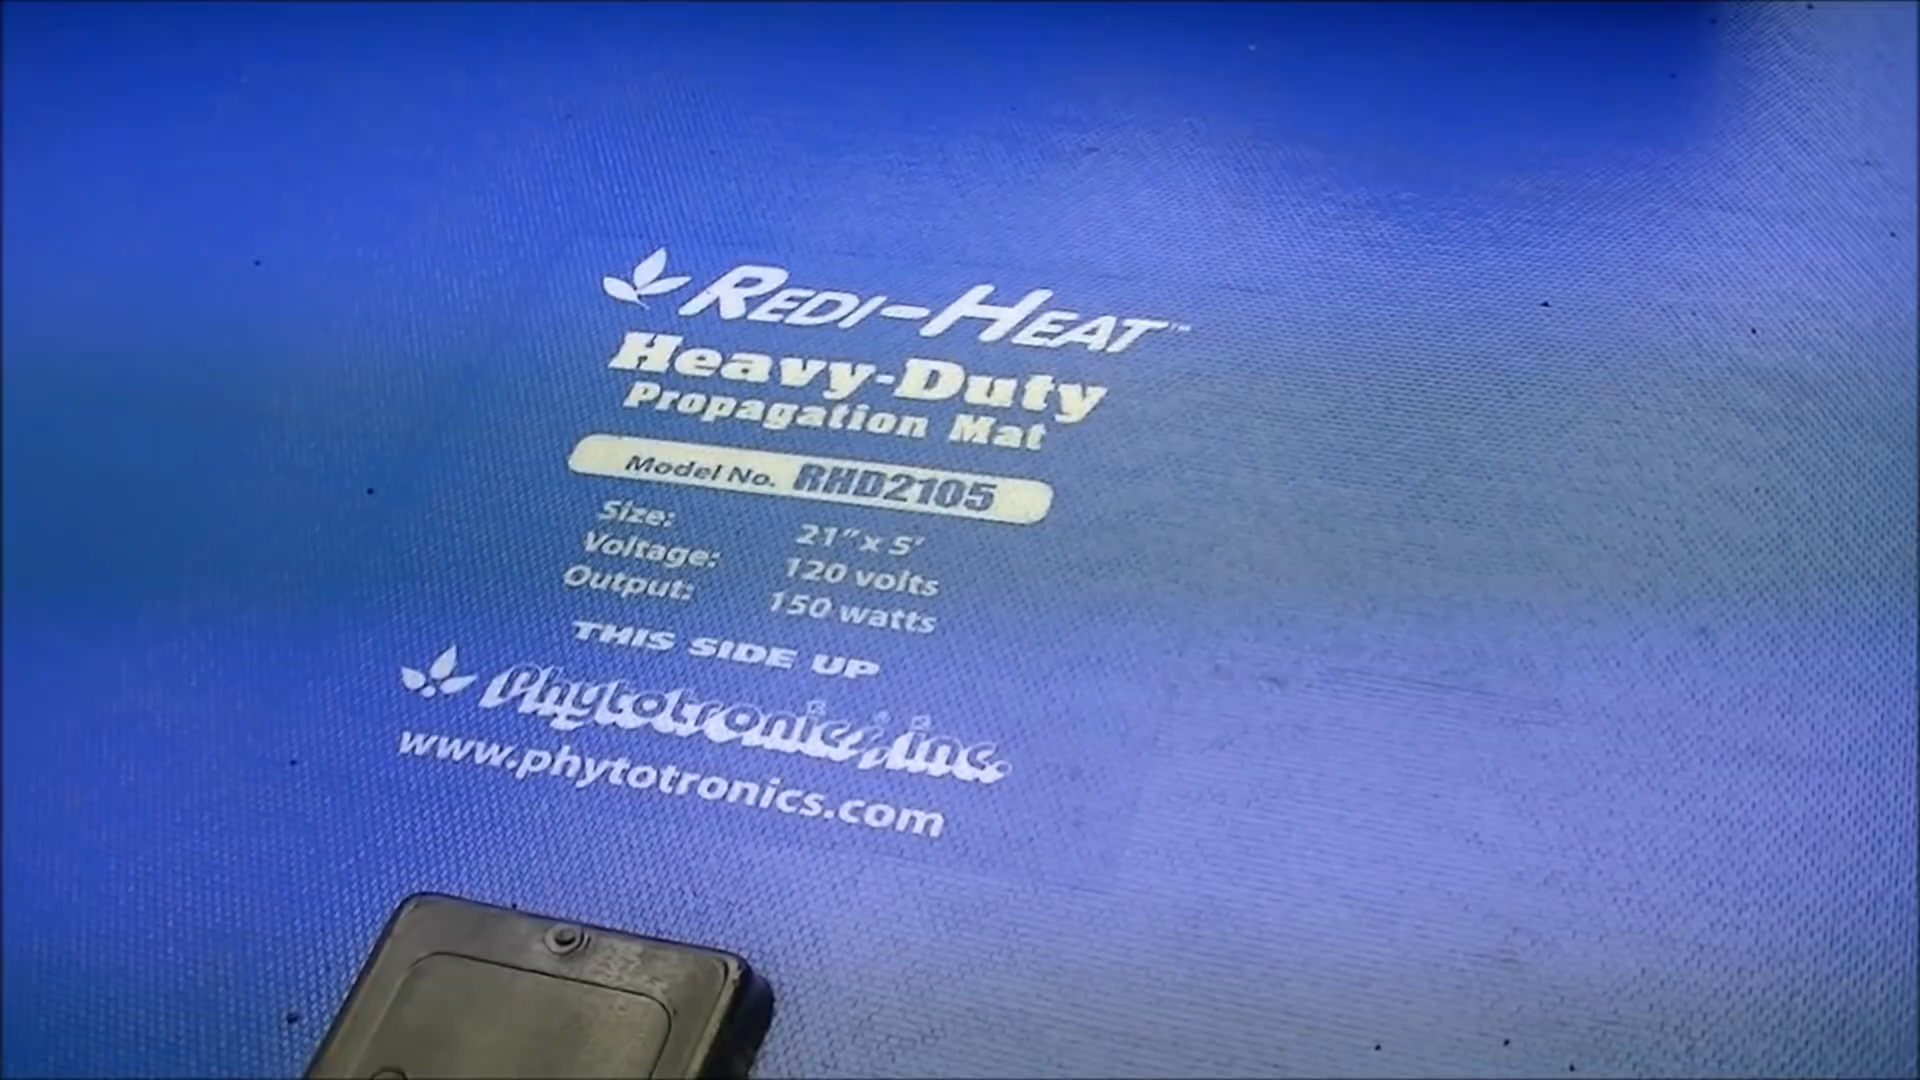 REDI-HEAT™
Heavy-Duty
Propagation Mat
Model No. RHD2105
Size: 21" x 5'
Voltage: 120 volts
Output: 150 watts
THIS SIDE UP
Phytotronics, inc.
www.phytotronics.com